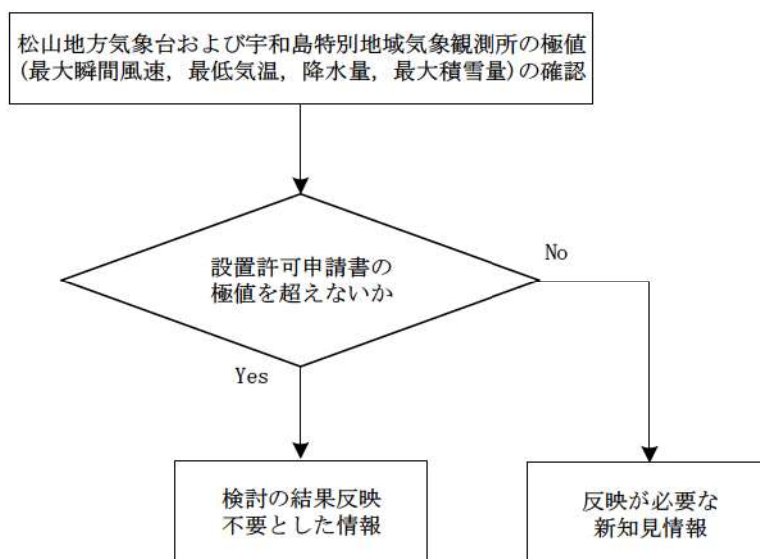 松山地方気象台および宇和島特別地域気象観測所の極値
(最大瞬間風速，最低気温，降水量，最大積雪量)の確認
設置許可申請書の
極値を超えないか
No
Yes
検討の結果反映
不要とした情報
反映が必要な
新知見情報